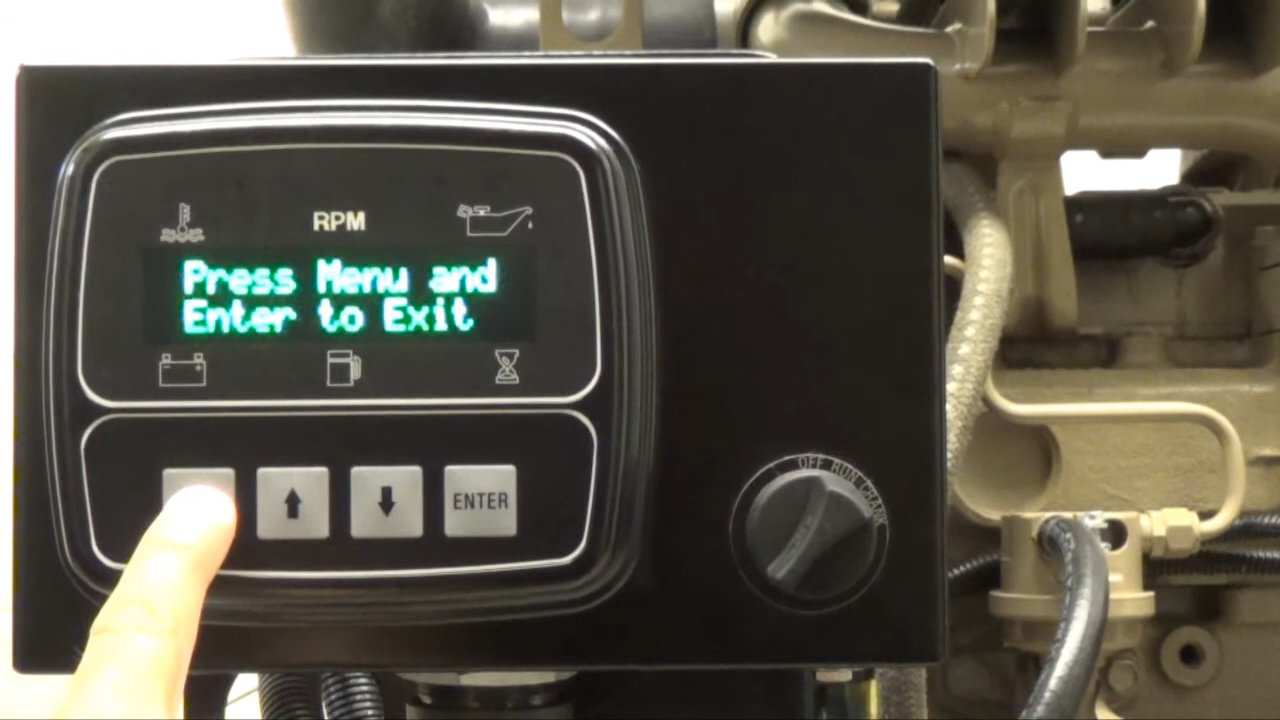 RPM
Press Menu and
Enter to Exit
ENTER
OFF RUN CRANK